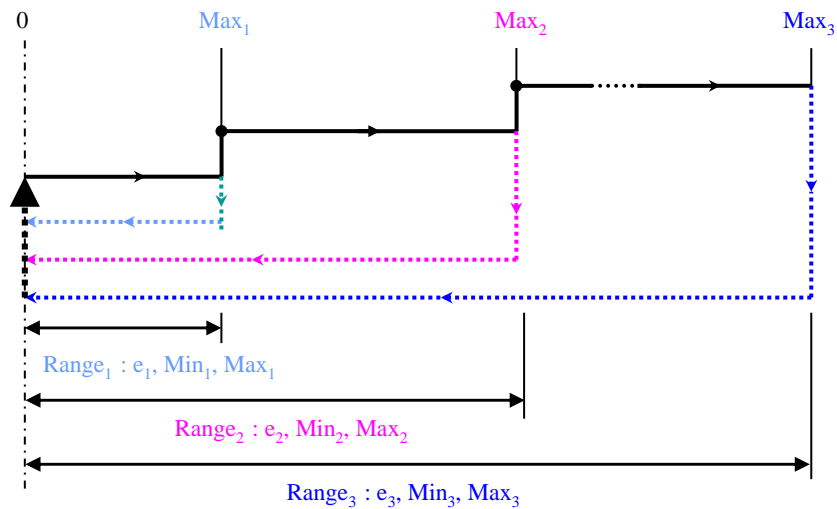 0 Max₁ Max₂ Max₃
Range₁ : e₁, Min₁, Max₁
Range₂ : e₂, Min₂, Max₂
Range₃ : e₃, Min₃, Max₃